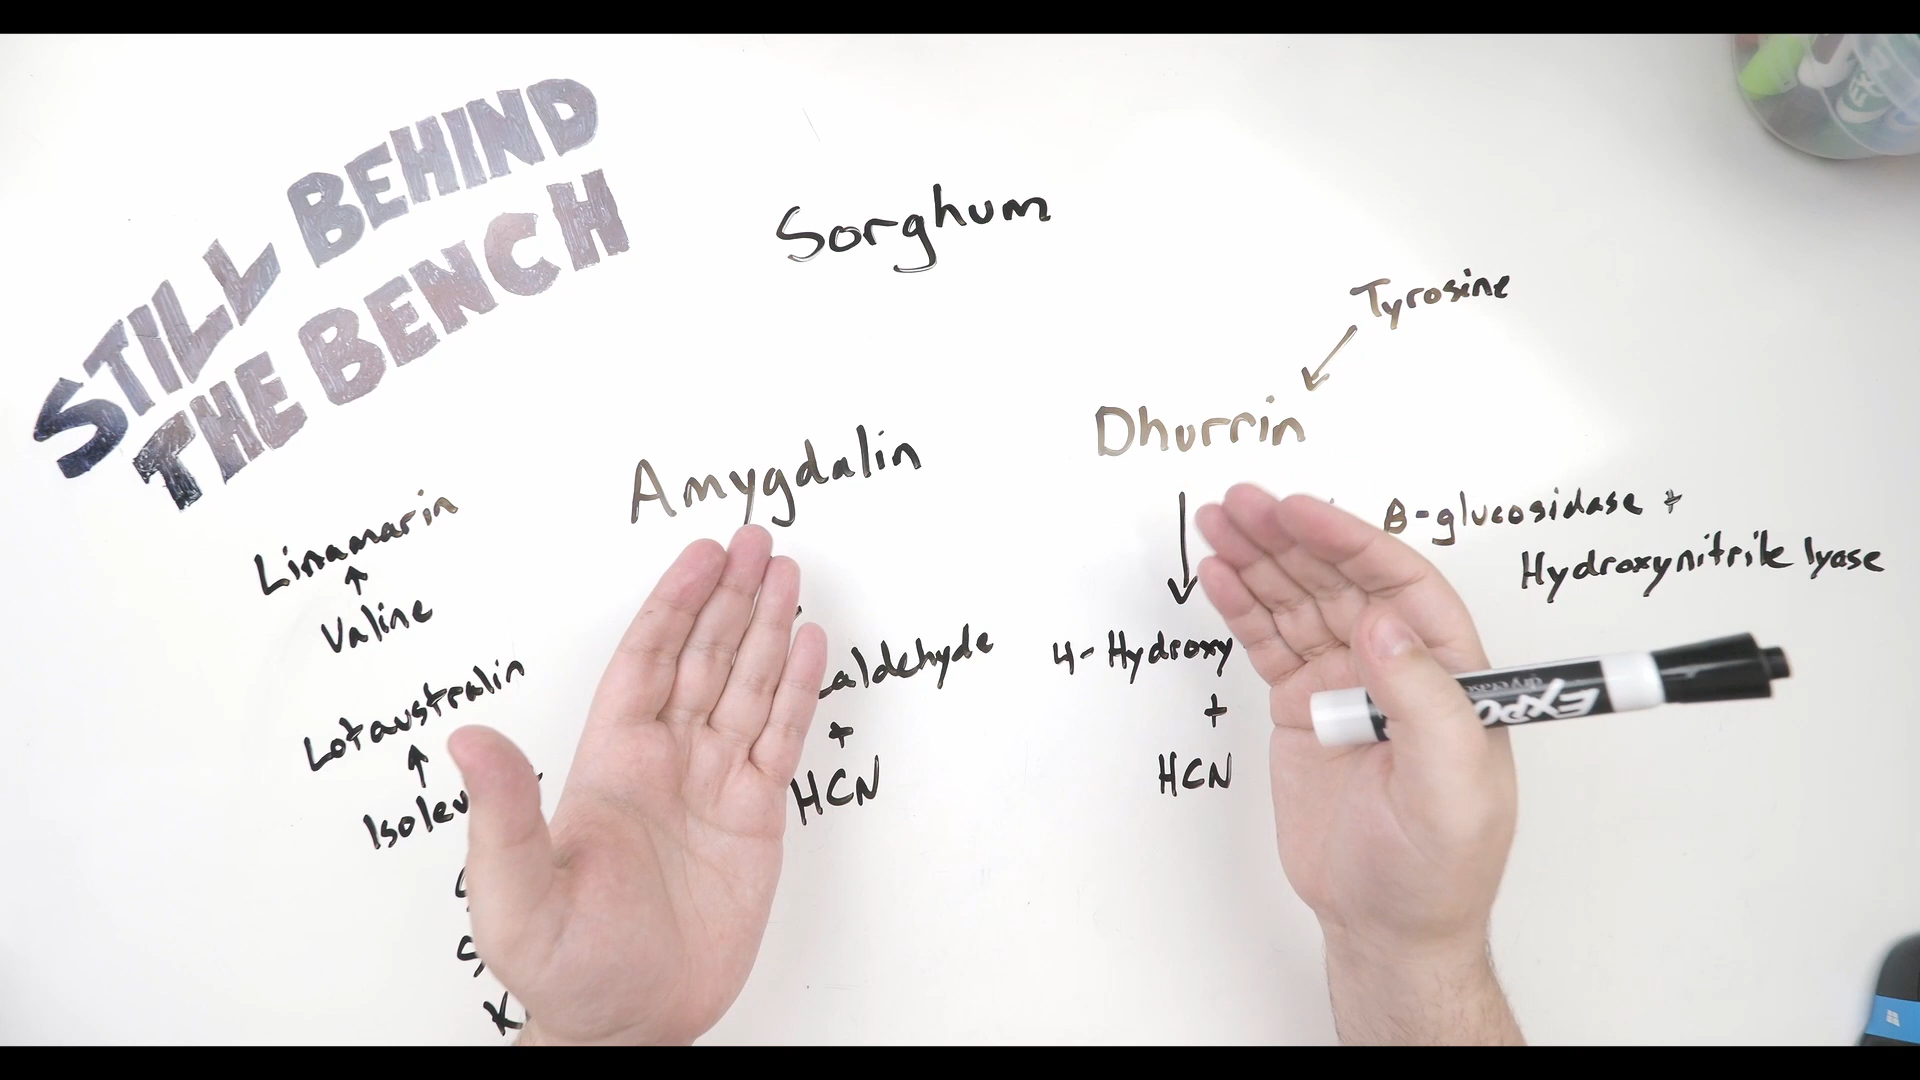 STILL BEHIND
THE BENCH
Sorghum
Tyrosine
Dhurrin
Amygdalin
Linamarin
Valine
Lotaustralin
β-glucosidase +
Hydroxynitrile lyase
aldehyde
+
HCN
4-Hydroxy
+
HCN
EXPO